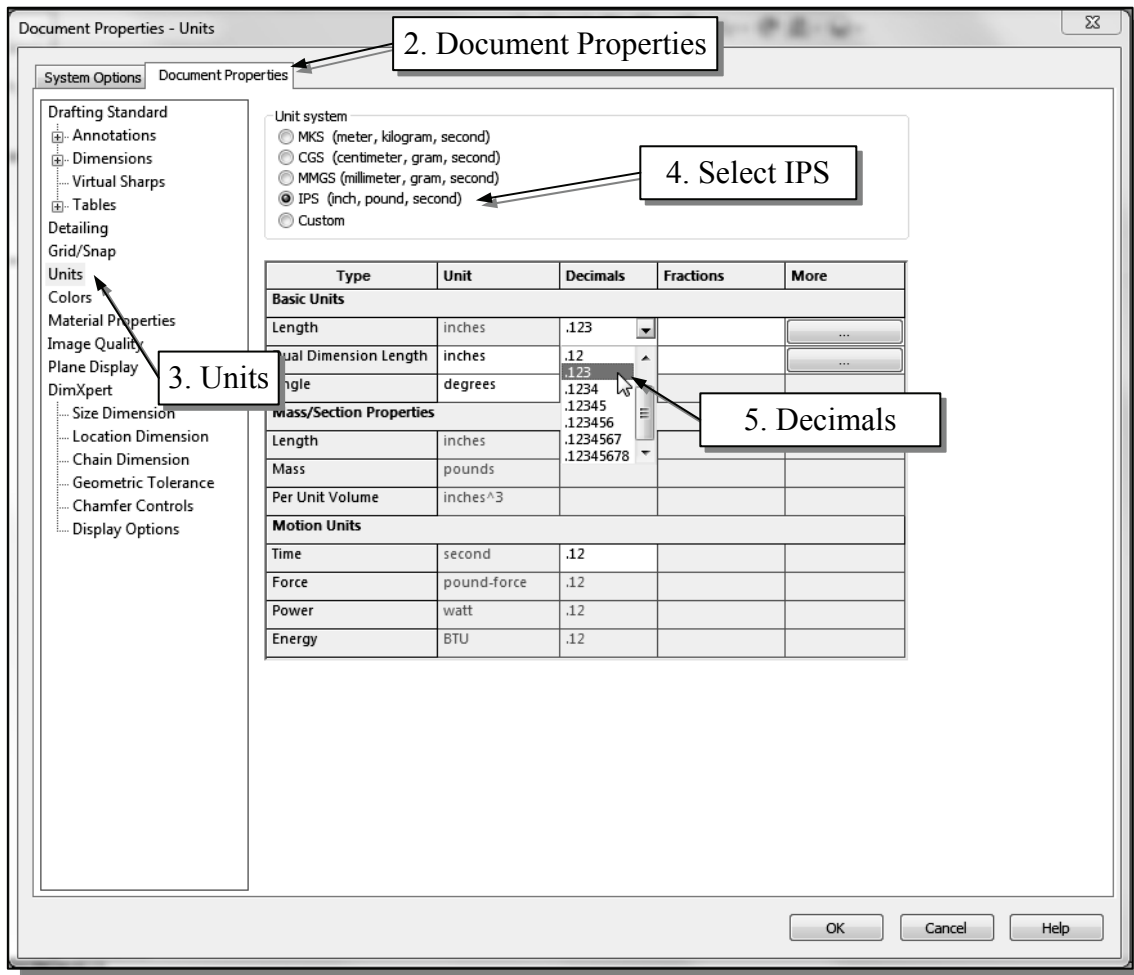 Document Properties - Units
2. Document Properties
System Options Document Properties
Drafting Standard
Annotations
Dimensions
Virtual Sharps
Tables
Detailing
Grid/Snap
Units
Colors
Material Properties
Image Quality
Plane Display
DimXpert
Size Dimension
Location Dimension
Chain Dimension
Geometric Tolerance
Chamfer Controls
Display Options
3. Units
Unit system
MKS (meter, kilogram, second)
CGS (centimeter, gram, second)
MMGS (millimeter, gram, second)
IPS (inch, pound, second)
Custom
4. Select IPS
Type Unit Decimals Fractions More
Basic Units
Length inches .123 ...
Dual Dimension Length inches ...
degrees
.12
.123
.1234
.12345
.123456
.1234567
.12345678
5. Decimals
Mass/Section Properties
Length inches
Mass pounds
Per Unit Volume inches^3
Motion Units
Time second .12
Force pound-force .12
Power watt .12
Energy BTU .12
OK Cancel Help